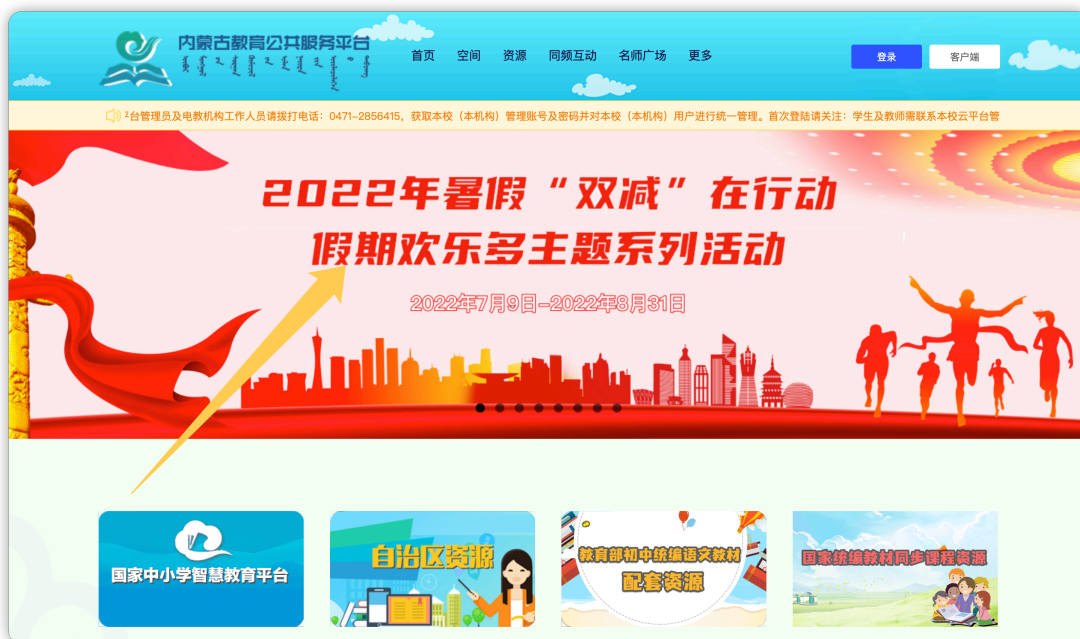 内蒙古教育公共服务平台
首页 空间 资源 同频互动 名师广场 更多
登录 客户端
台管理员及电教机构工作人员请拨打电话：0471-2856415，获取本校（本机构）管理账号及密码并对本校（本机构）用户进行统一管理。首次登陆请关注：学生及教师需联系本校云平台管
2022年暑假“双减”在行动
假期欢乐多主题系列活动
2022年7月9日-2022年8月31日
国家中小学智慧教育平台
自治区资源
教育部初中统编语文教材
配套资源
国家统编教材同步课程资源